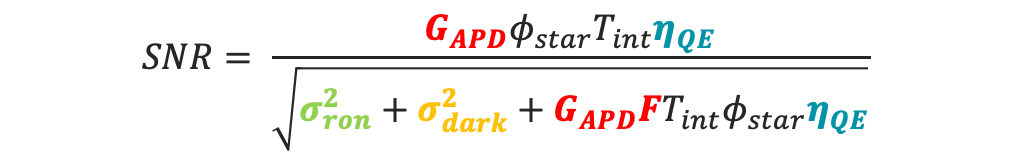 SNR = G_APD ϕ_star T_int η_QE / √(σ²_ron + σ²_dark + G_APD F T_int ϕ_star η_QE)